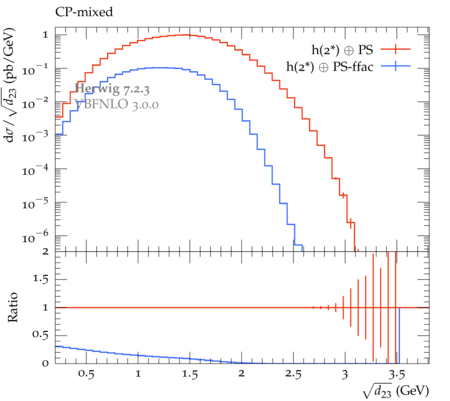 CP-mixed
h(2*) ⊕ PS
h(2*) ⊕ PS-ffac
Herwig 7.2.3
VBFNLO 3.0.0
dσ/√d₂₃ (pb/GeV)
1
10⁻¹
10⁻²
10⁻³
10⁻⁴
10⁻⁵
10⁻⁶
2
1.5
1
0.5
0
Ratio
0.5 1 1.5 2 2.5 3 3.5
√d₂₃ (GeV)